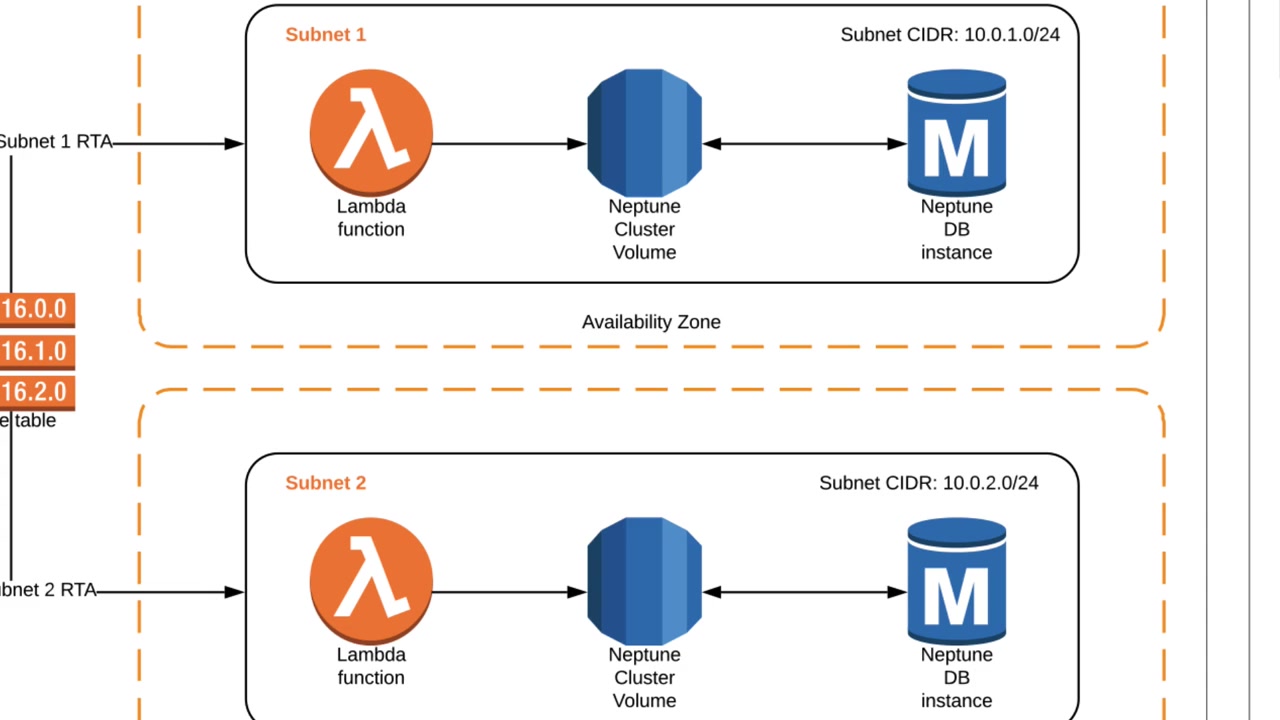 Subnet 1
Subnet CIDR: 10.0.1.0/24
Subnet 1 RTA
λ
M
Lambda
function
Neptune
Cluster
Volume
Neptune
DB
instance
16.0.0
16.1.0
16.2.0
table
Availability Zone
Subnet 2
Subnet CIDR: 10.0.2.0/24
2 RTA
λ
M
Lambda
function
Neptune
Cluster
Volume
Neptune
DB
instance